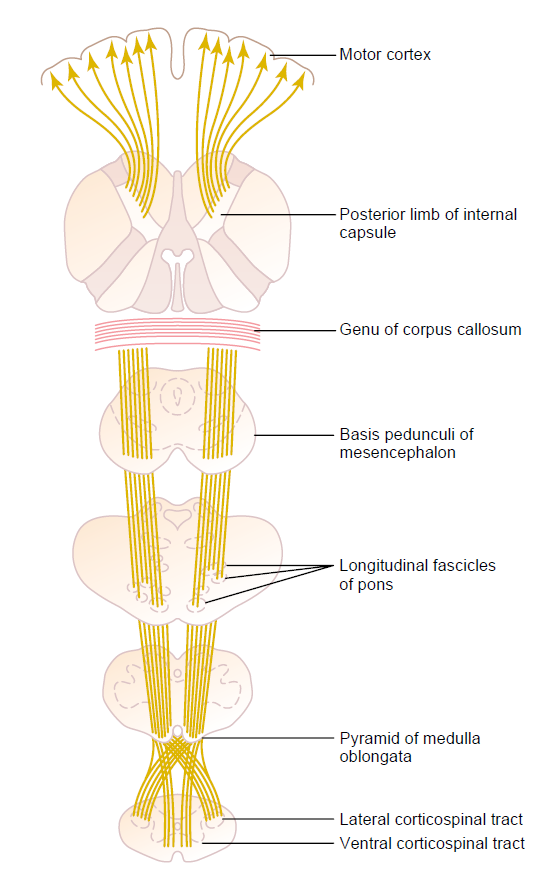 Motor cortex
Posterior limb of internal
capsule
Genu of corpus callosum
Basis pedunculi of
mesencephalon
Longitudinal fascicles
of pons
Pyramid of medulla
oblongata
Lateral corticospinal tract
Ventral corticospinal tract